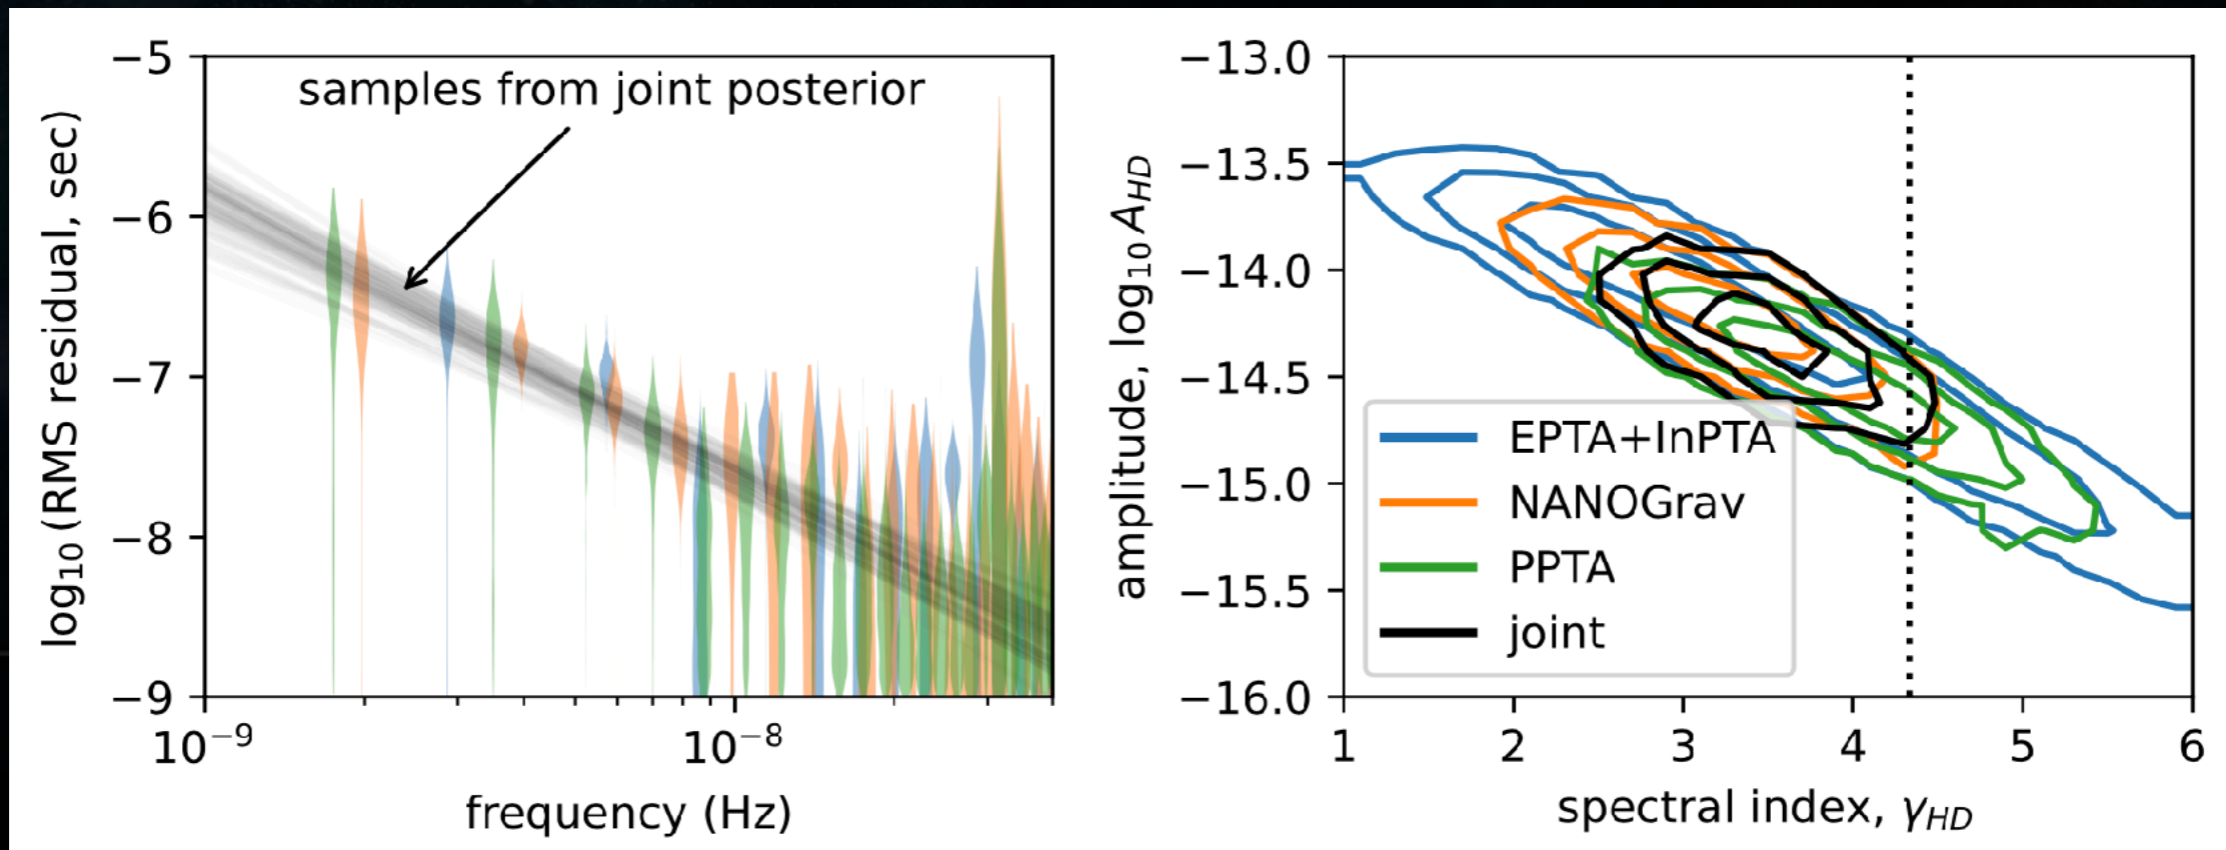 samples from joint posterior
log₁₀(RMS residual, sec)
−5
−6
−7
−8
−9
10⁻⁹
10⁻⁸
frequency (Hz)
amplitude, log₁₀ A_HD
−13.0
−13.5
−14.0
−14.5
−15.0
−15.5
−16.0
EPTA+InPTA
NANOGrav
PPTA
joint
1 2 3 4 5 6
spectral index, γ_HD